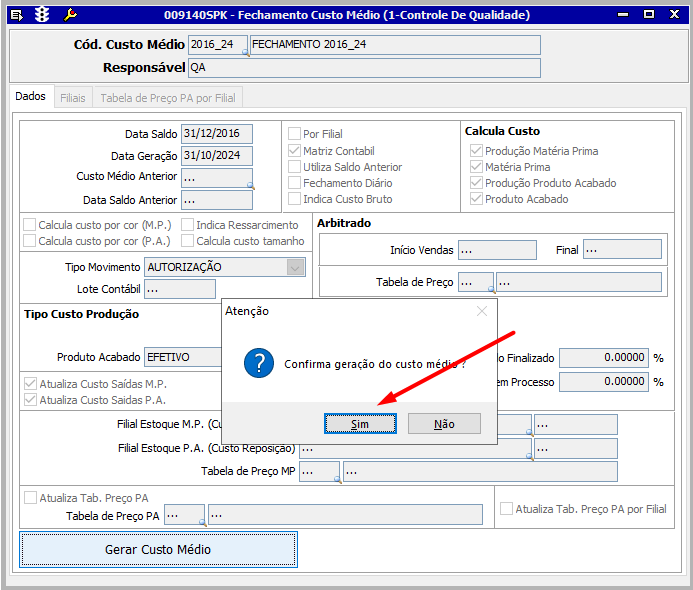 009140SPK - Fechamento Custo Médio (1-Controle De Qualidade)
Cód. Custo Médio 2016_24 FECHAMENTO 2016_24
Responsável QA
Dados Filiais Tabela de Preço PA por Filial
Data Saldo 31/12/2016
Data Geração 31/10/2024
Custo Médio Anterior ...
Data Saldo Anterior ...
Por Filial
Matriz Contabil
Utiliza Saldo Anterior
Fechamento Diário
Indica Custo Bruto
Calcula Custo
Produção Matéria Prima
Matéria Prima
Produção Produto Acabado
Produto Acabado
Calcula custo por cor (M.P.) Indica Ressarcimento
Calcula custo por cor (P.A.) Calcula custo tamanho
Arbitrado
Início Vendas ... Final ...
Tabela de Preço ... ...
Tipo Movimento AUTORIZAÇÃO
Lote Contábil ...
Tipo Custo Produção
Produto Acabado EFETIVO
Atenção
Confirma geração do custo médio ?
Sim Não
o Finalizado 0.00000 %
em Processo 0.00000 %
Atualiza Custo Saídas M.P.
Atualiza Custo Saidas P.A.
Filial Estoque M.P. (Cu ...
Filial Estoque P.A. (Custo Reposição) ... ...
Tabela de Preço MP ... ...
Atualiza Tab. Preço PA
Tabela de Preço PA ... ...
Atualiza Tab. Preço PA por Filial
Gerar Custo Médio